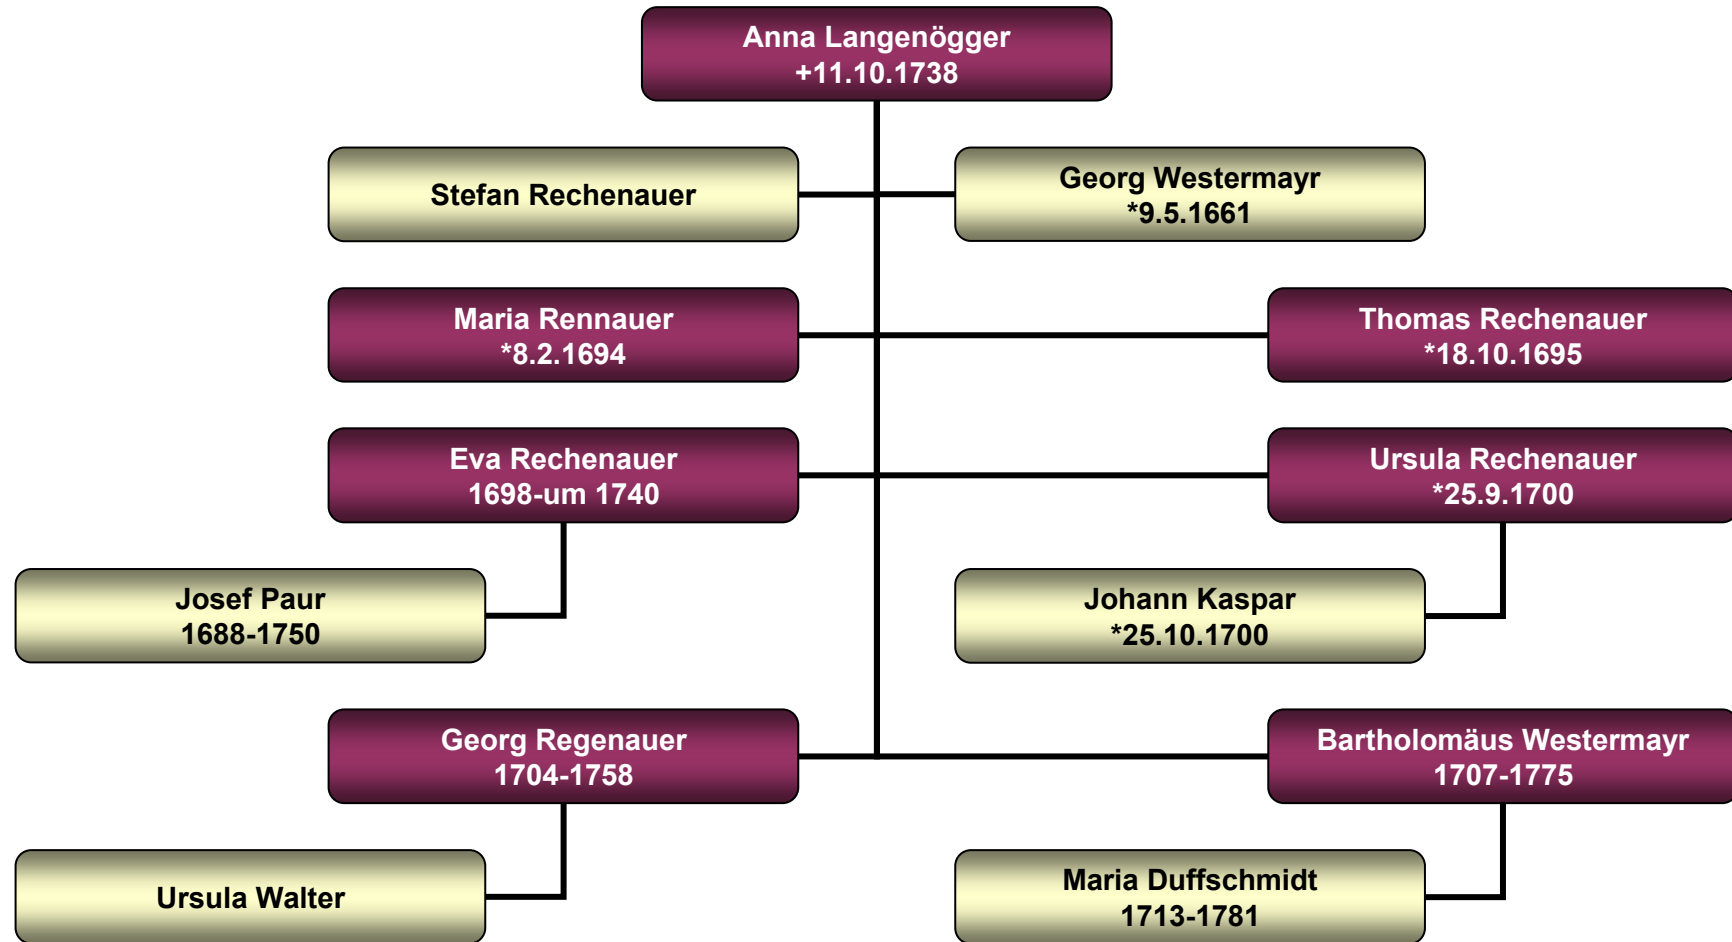 Anna Langenögger
+11.10.1738
Stefan Rechenauer
Georg Westermayr
*9.5.1661
Maria Rennauer
*8.2.1694
Thomas Rechenauer
*18.10.1695
Eva Rechenauer
1698-um 1740
Ursula Rechenauer
*25.9.1700
Josef Paur
1688-1750
Johann Kaspar
*25.10.1700
Georg Regenauer
1704-1758
Bartholomäus Westermayr
1707-1775
Ursula Walter
Maria Duffschmidt
1713-1781